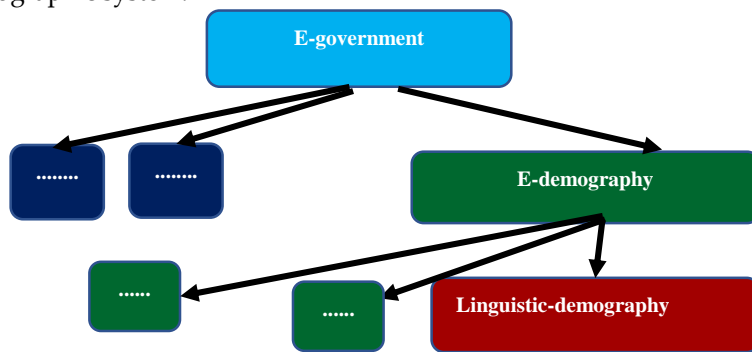 E-government
........
........
E-demography
......
......
Linguistic-demography